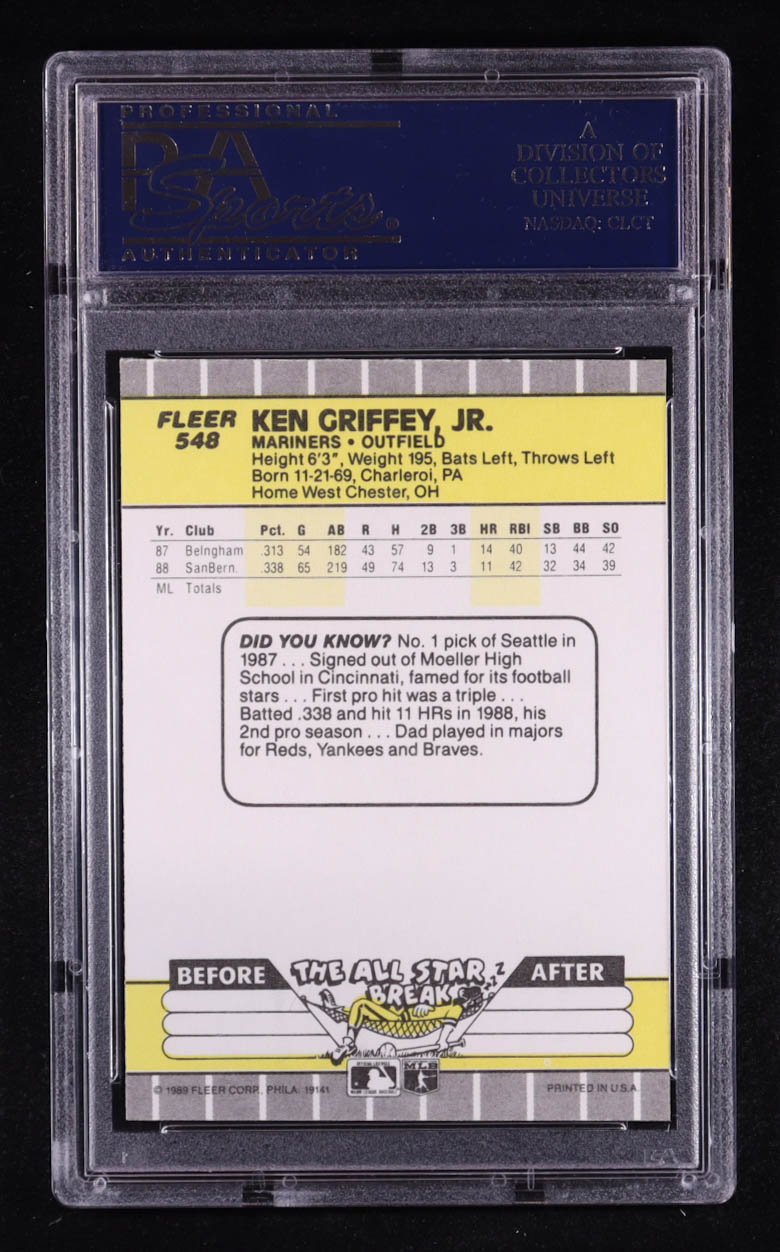 PROFESSIONAL
PSA
Sports®
AUTHENTICATOR
A
DIVISION OF
COLLECTORS
UNIVERSE
NASDAQ: CLCT
FLEER
548
KEN GRIFFEY, JR.
MARINERS • OUTFIELD
Height 6'3", Weight 195, Bats Left, Throws Left
Born 11-21-69, Charleroi, PA
Home West Chester, OH
Yr. Club Pct. G AB R H 2B 3B HR RBI SB BB SO
87 Belngham .313 54 182 43 57 9 1 14 40 13 44 42
88 SanBern. .338 65 219 49 74 13 3 11 42 32 34 39
ML Totals
DID YOU KNOW? No. 1 pick of Seattle in
1987 . . . Signed out of Moeller High
School in Cincinnati, famed for its football
stars . . . First pro hit was a triple . . .
Batted .338 and hit 11 HRs in 1988, his
2nd pro season . . . Dad played in majors
for Reds, Yankees and Braves.
BEFORE THE ALL STAR BREAK zzZ AFTER
MLB
© 1989 FLEER CORP. PHILA. 19141
PRINTED IN U.S.A.